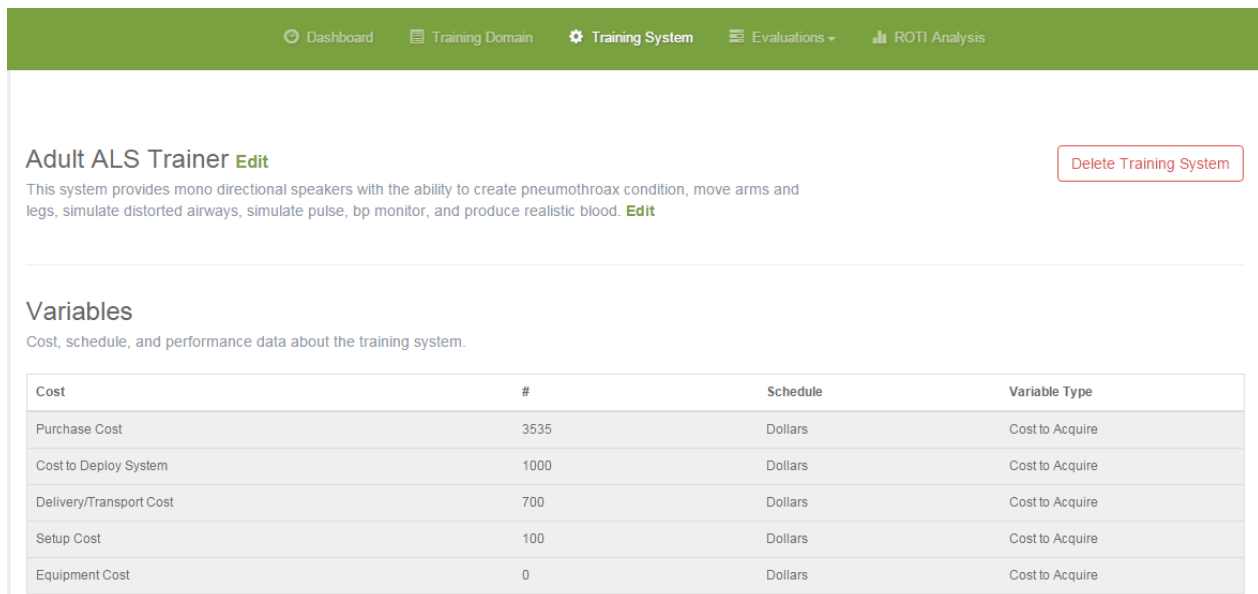 Dashboard Training Domain Training System Evaluations ROTI Analysis
Adult ALS Trainer Edit
Delete Training System
This system provides mono directional speakers with the ability to create pneumothroax condition, move arms and
legs, simulate distorted airways, simulate pulse, bp monitor, and produce realistic blood. Edit
Variables
Cost, schedule, and performance data about the training system.
Cost # Schedule Variable Type
Purchase Cost 3535 Dollars Cost to Acquire
Cost to Deploy System 1000 Dollars Cost to Acquire
Delivery/Transport Cost 700 Dollars Cost to Acquire
Setup Cost 100 Dollars Cost to Acquire
Equipment Cost 0 Dollars Cost to Acquire